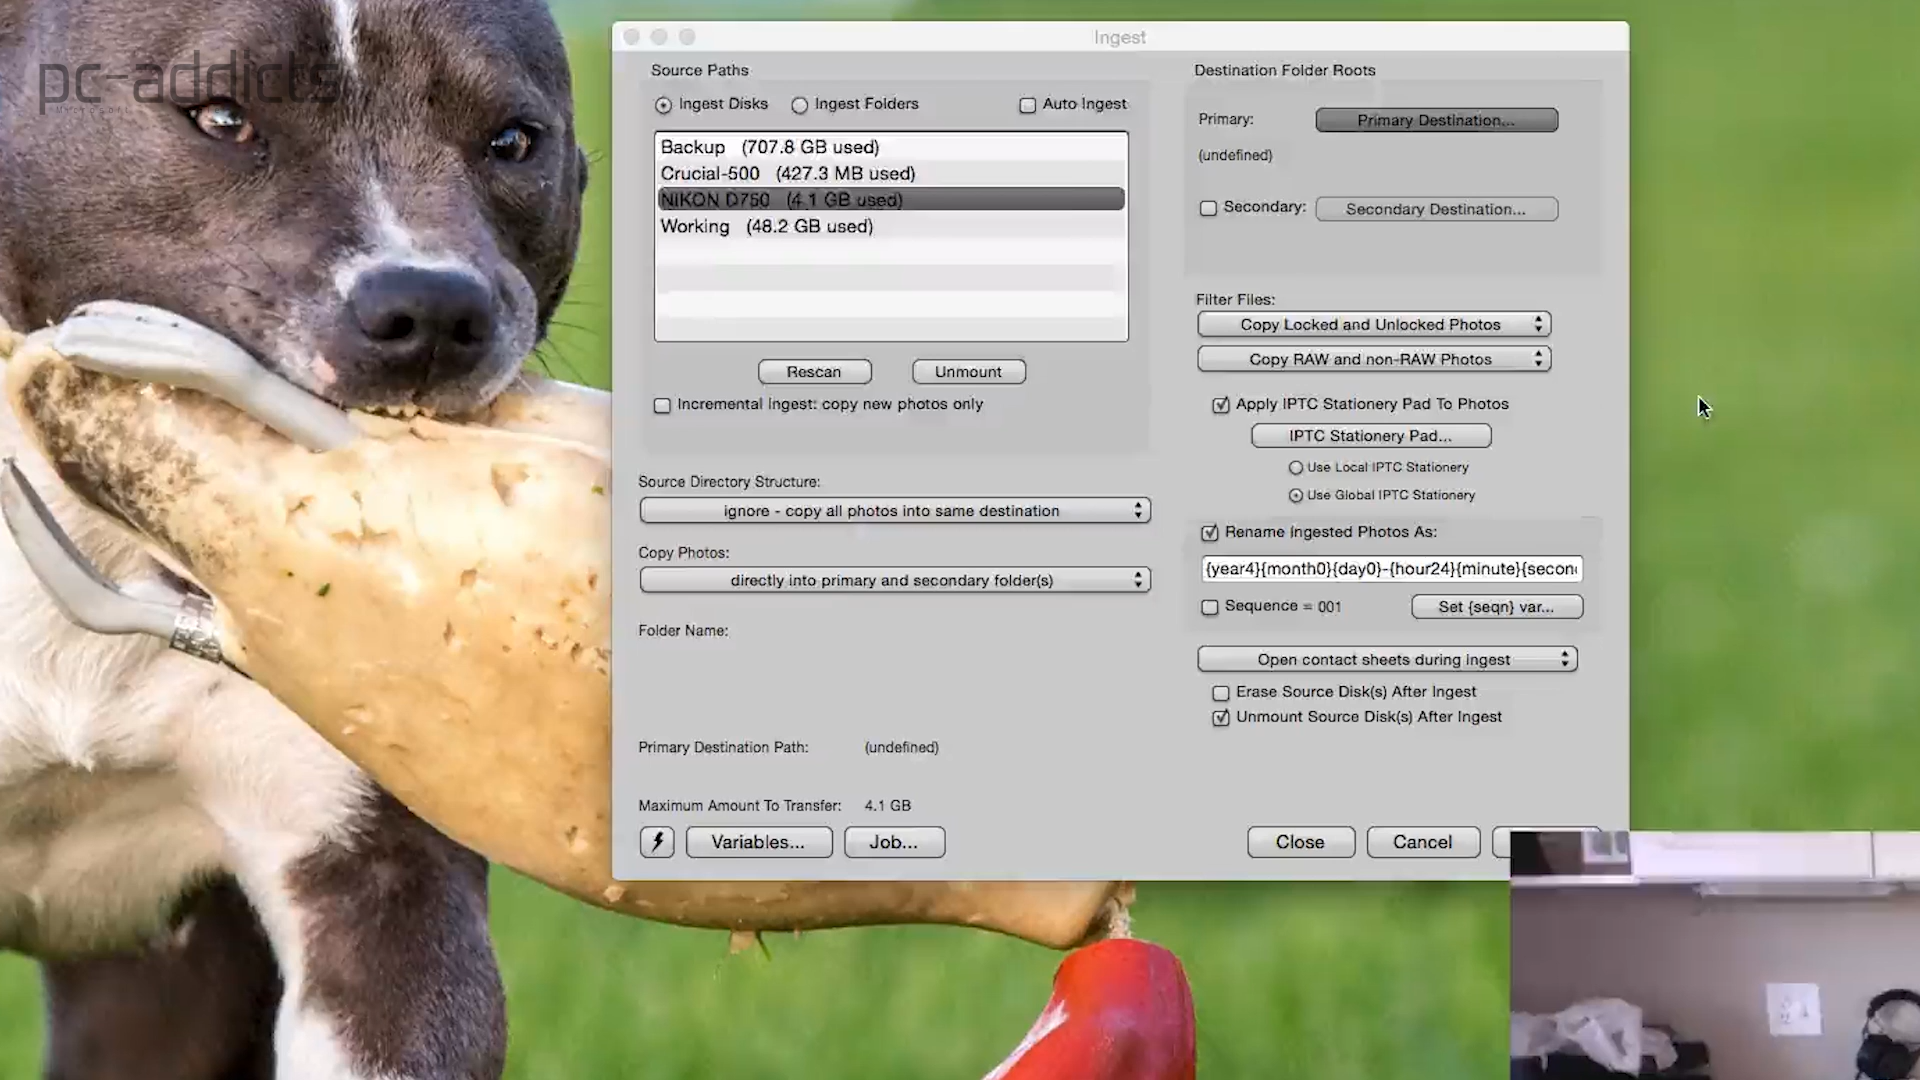 pc-addicts
Ingest
Source Paths
Ingest Disks
Ingest Folders
Auto Ingest
Backup (707.8 GB used)
Crucial-500 (427.3 MB used)
NIKON D750 (4.1 GB used)
Working (48.2 GB used)
Rescan
Unmount
Incremental ingest: copy new photos only
Source Directory Structure:
ignore - copy all photos into same destination
Copy Photos:
directly into primary and secondary folder(s)
Folder Name:
Primary Destination Path: (undefined)
Maximum Amount To Transfer: 4.1 GB
Variables...
Job...
Destination Folder Roots
Primary:
Primary Destination...
(undefined)
Secondary:
Secondary Destination...
Filter Files:
Copy Locked and Unlocked Photos
Copy RAW and non-RAW Photos
Apply IPTC Stationery Pad To Photos
IPTC Stationery Pad...
Use Local IPTC Stationery
Use Global IPTC Stationery
Rename Ingested Photos As:
{year4}{month0}{day0}-{hour24}{minute}{secon
Sequence = 001
Set {seqn} var...
Open contact sheets during ingest
Erase Source Disk(s) After Ingest
Unmount Source Disk(s) After Ingest
Close
Cancel